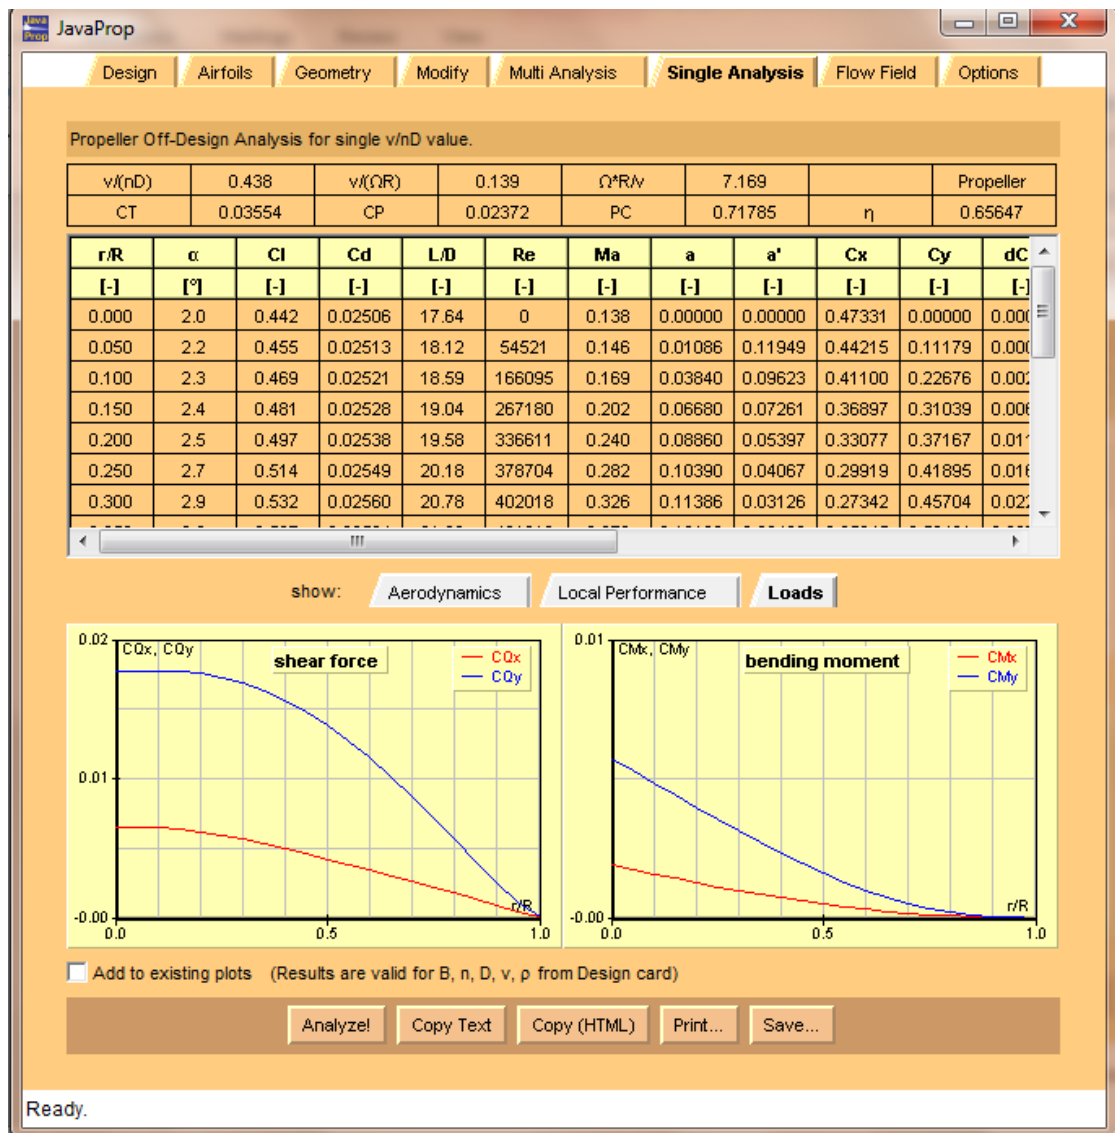 Java Prop JavaProp
Design Airfoils Geometry Modify Multi Analysis Single Analysis Flow Field Options
Propeller Off-Design Analysis for single v/nD value.
v/(nD) 0.438 v/(ΩR) 0.139 Ω*R/v 7.169 Propeller
CT 0.03554 CP 0.02372 PC 0.71785 η 0.65647
r/R α Cl Cd L/D Re Ma a a' Cx Cy dC
[-] [°] [-] [-] [-] [-] [-] [-] [-] [-] [-] [-]
0.000 2.0 0.442 0.02506 17.64 0 0.138 0.00000 0.00000 0.47331 0.00000
0.050 2.2 0.455 0.02513 18.12 54521 0.146 0.01086 0.11949 0.44215 0.11179
0.100 2.3 0.469 0.02521 18.59 166095 0.169 0.03840 0.09623 0.41100 0.22676
0.150 2.4 0.481 0.02528 19.04 267180 0.202 0.06680 0.07261 0.36897 0.31039
0.200 2.5 0.497 0.02538 19.58 336611 0.240 0.08860 0.05397 0.33077 0.37167
0.250 2.7 0.514 0.02549 20.18 378704 0.282 0.10390 0.04067 0.29919 0.41895
0.300 2.9 0.532 0.02560 20.78 402018 0.326 0.11386 0.03126 0.27342 0.45704
show: Aerodynamics Local Performance Loads
0.02 CQx, CQy shear force CQx
CQy
0.01
-0.00 r/R
0.0 0.5 1.0
0.01 CMx, CMy bending moment CMx
CMy
-0.00 r/R
0.0 0.5 1.0
Add to existing plots (Results are valid for B, n, D, v, ρ from Design card)
Analyze! Copy Text Copy (HTML) Print... Save...
Ready.